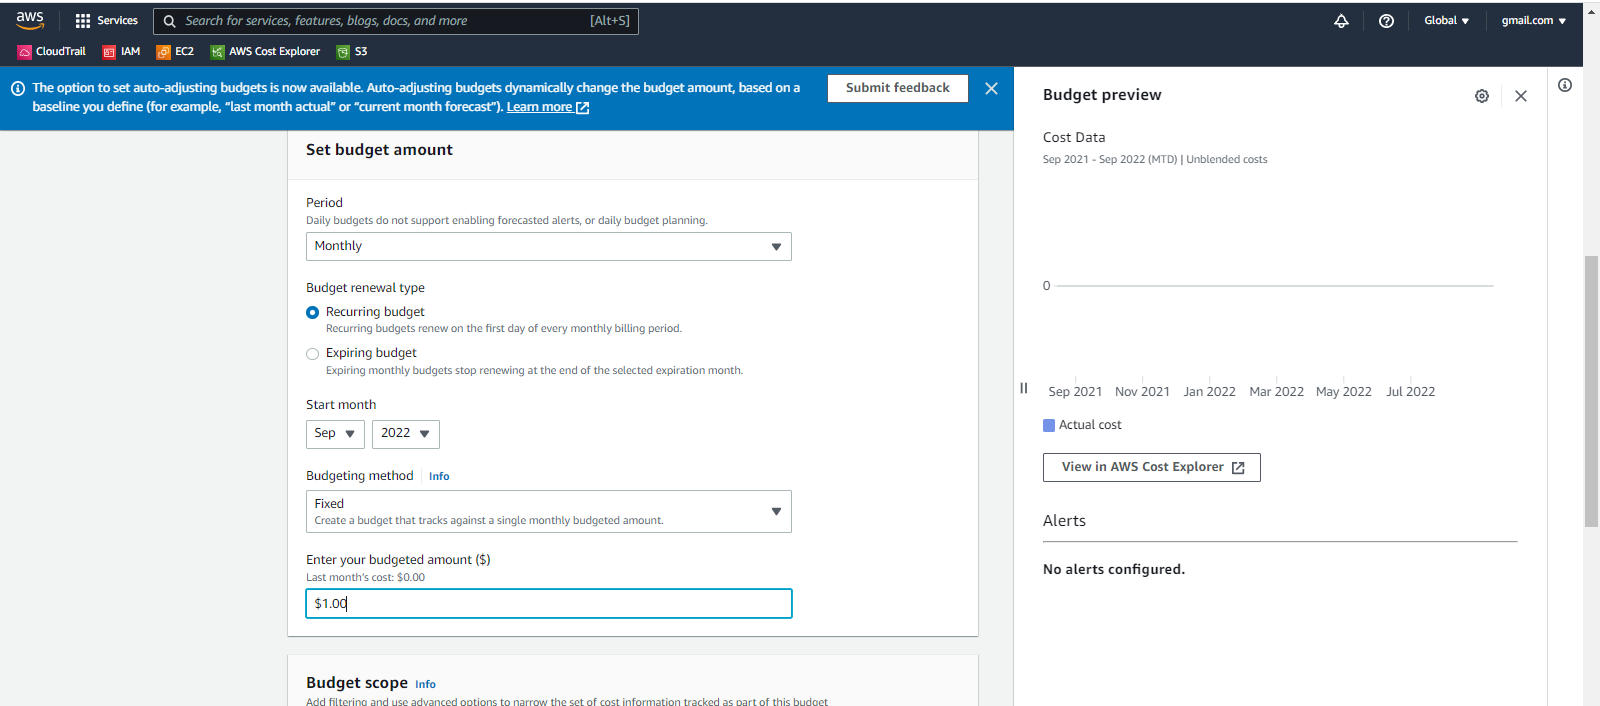 aws
Services
Search for services, features, blogs, docs, and more
[Alt+S]
Global
gmail.com
CloudTrail
IAM
EC2
AWS Cost Explorer
S3
The option to set auto-adjusting budgets is now available. Auto-adjusting budgets dynamically change the budget amount, based on a
baseline you define (for example, “last month actual” or “current month forecast”). Learn more
Submit feedback
Set budget amount
Period
Daily budgets do not support enabling forecasted alerts, or daily budget planning.
Monthly
Budget renewal type
Recurring budget
Recurring budgets renew on the first day of every monthly billing period.
Expiring budget
Expiring monthly budgets stop renewing at the end of the selected expiration month.
Start month
Sep
2022
Budgeting method
Info
Fixed
Create a budget that tracks against a single monthly budgeted amount.
Enter your budgeted amount ($)
Last month's cost: $0.00
$1.00
Budget scope Info
Add filtering and use advanced options to narrow the set of cost information tracked as part of this budget
Budget preview
Cost Data
Sep 2021 - Sep 2022 (MTD) | Unblended costs
0
Sep 2021 Nov 2021 Jan 2022 Mar 2022 May 2022 Jul 2022
Actual cost
View in AWS Cost Explorer
Alerts
No alerts configured.